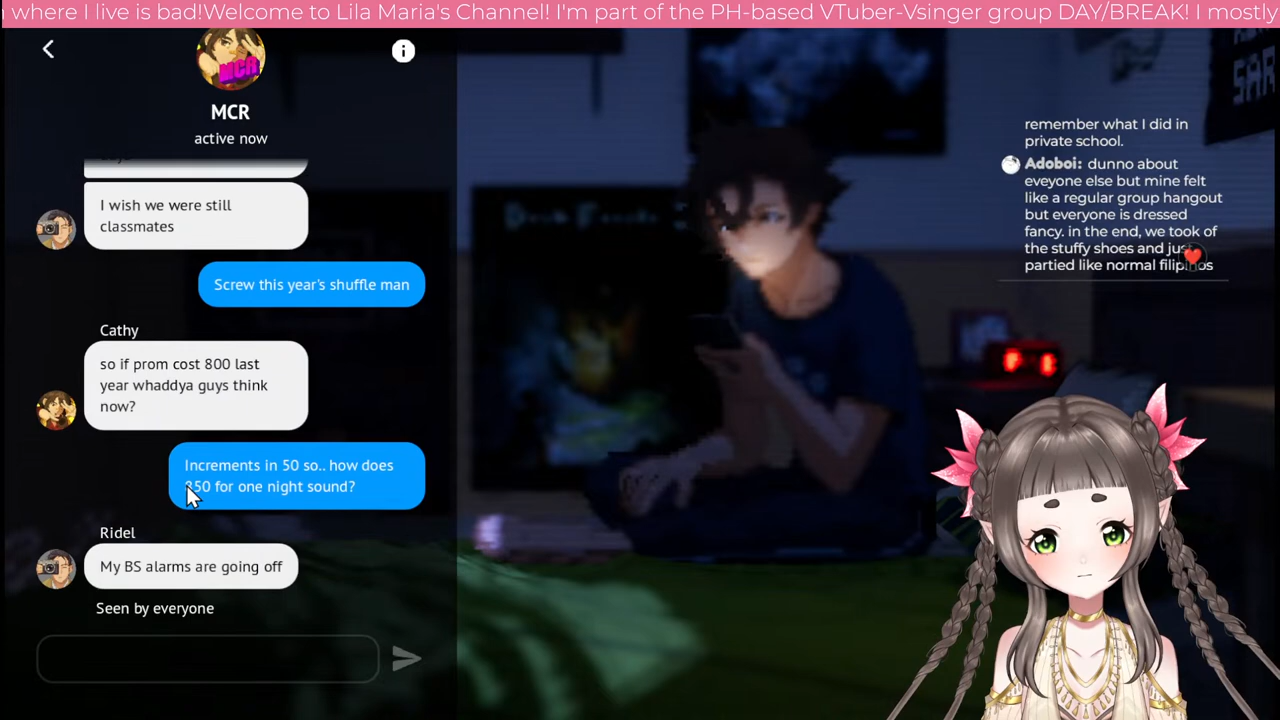 where I live is bad!Welcome to Lila Maria's Channel! I'm part of the PH-based VTuber-Vsinger group DAY/BREAK! I mostly
MCR
MCR
active now
I wish we were still
classmates
Screw this year's shuffle man
Cathy
so if prom cost 800 last
year whaddya guys think
now?
Increments in 50 so.. how does
850 for one night sound?
Ridel
My BS alarms are going off
Seen by everyone
remember what I did in
private school.
Adoboi: dunno about
eveyone else but mine felt
like a regular group hangout
but everyone is dressed
fancy. in the end, we took of
the stuffy shoes and just
partied like normal filipinos
SAR